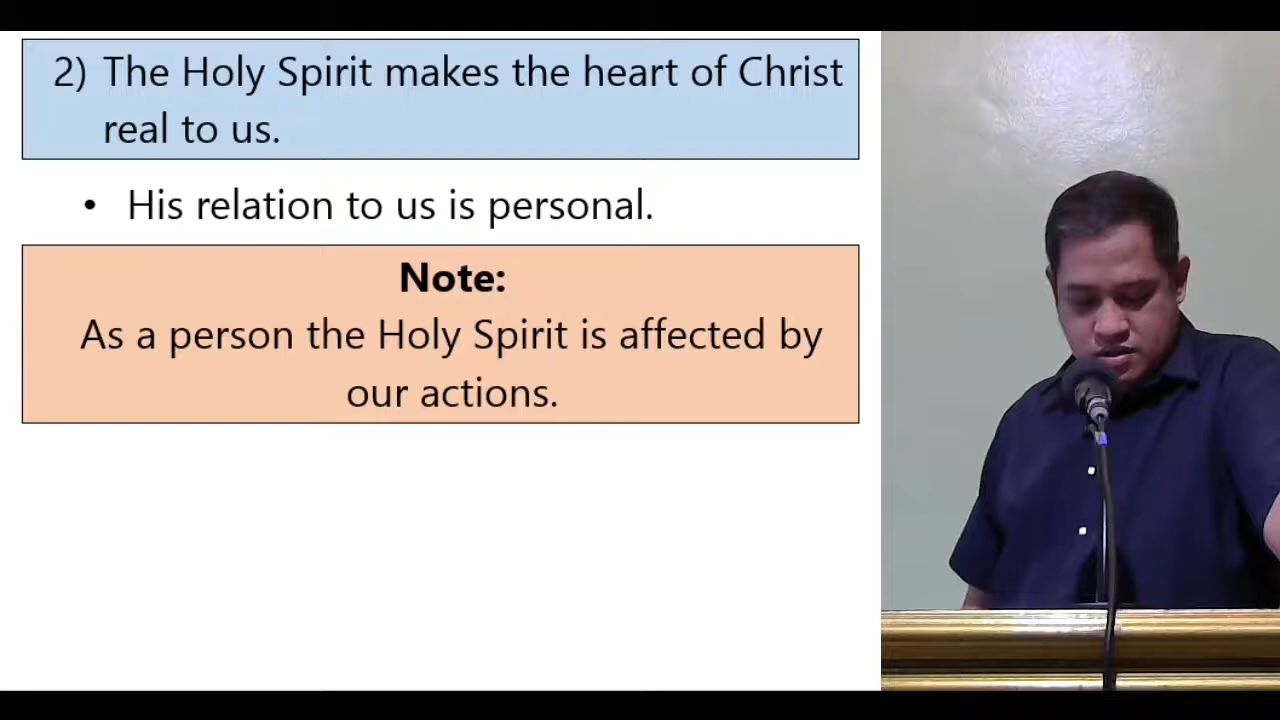 2) The Holy Spirit makes the heart of Christ
real to us.
• His relation to us is personal.
Note:
As a person the Holy Spirit is affected by
our actions.